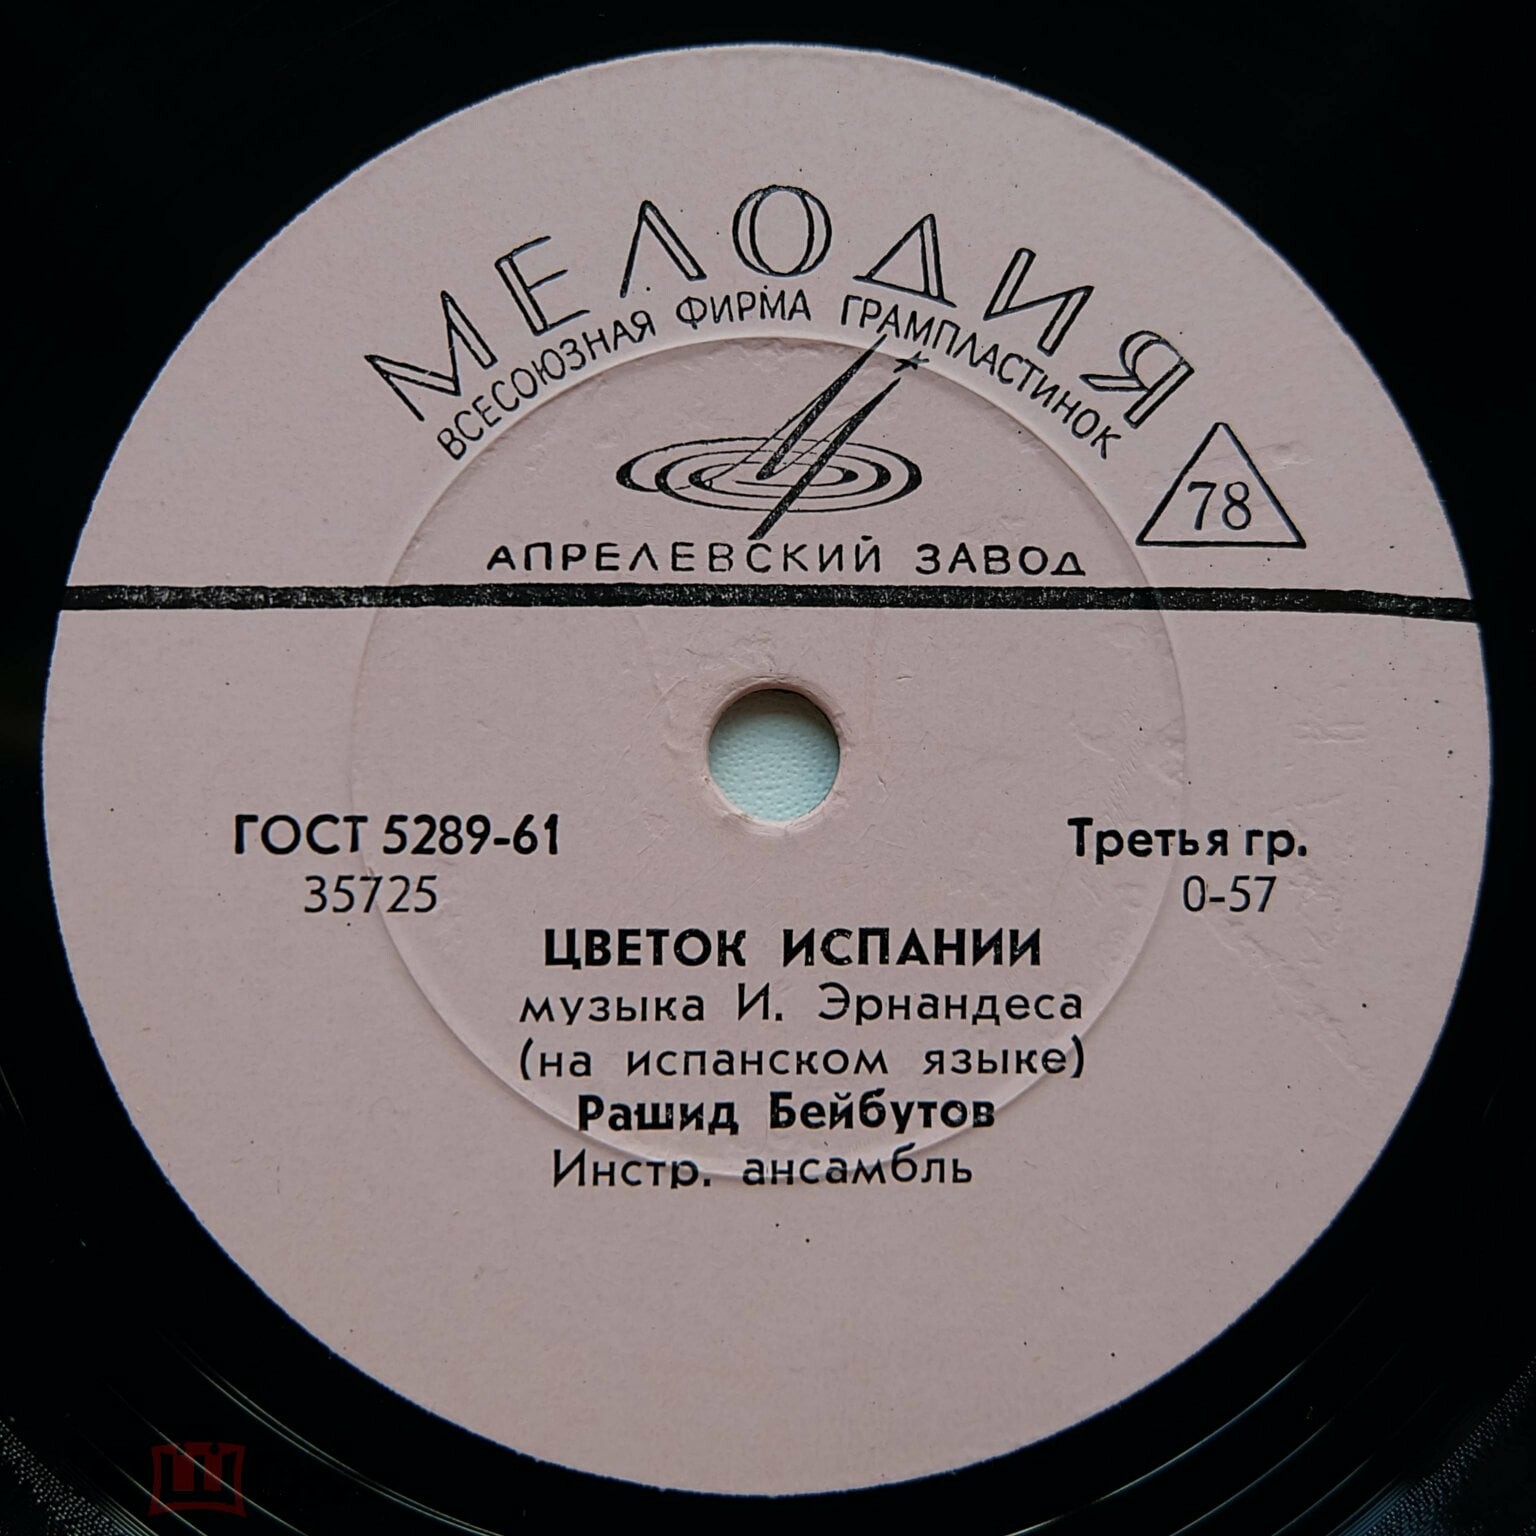 МЕЛОДИЯ
ВСЕСОЮЗНАЯ ФИРМА ГРАМПЛАСТИНОК
78
АПРЕЛЕВСКИЙ ЗАВОД
ГОСТ 5289-61
35725
Третья гр.
0-57
ЦВЕТОК ИСПАНИИ
музыка И. Эрнандеса
(на испанском языке)
Рашид Бейбутов
Инстр. ансамбль